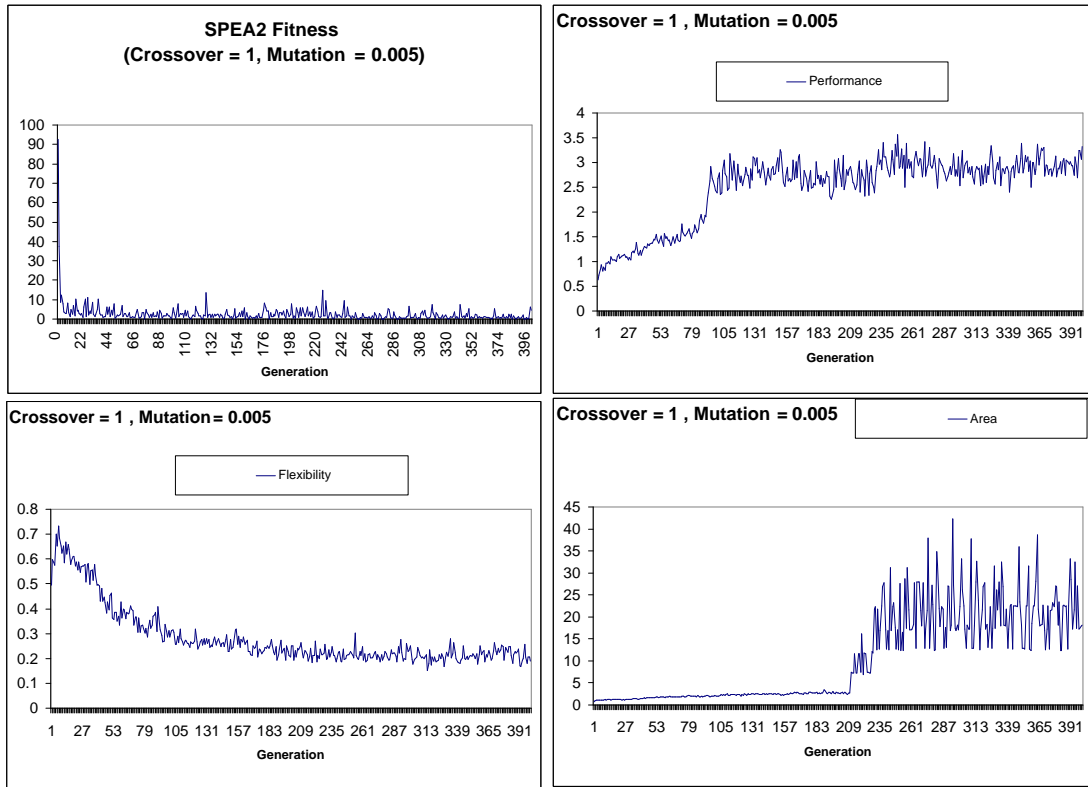 SPEA2 Fitness
(Crossover = 1, Mutation = 0.005)
100
90
80
70
60
50
40
30
20
10
0
0 22 44 66 88 110 132 154 176 198 220 242 264 286 308 330 352 374 396
Generation
Crossover = 1 , Mutation = 0.005
Performance
4
3.5
3
2.5
2
1.5
1
0.5
0
1 27 53 79 105 131 157 183 209 235 261 287 313 339 365 391
Generation
Crossover = 1 , Mutation = 0.005
Flexibility
0.8
0.7
0.6
0.5
0.4
0.3
0.2
0.1
0
1 27 53 79 105 131 157 183 209 235 261 287 313 339 365 391
Generation
Crossover = 1 , Mutation = 0.005
Area
45
40
35
30
25
20
15
10
5
0
1 27 53 79 105 131 157 183 209 235 261 287 313 339 365 391
Generation